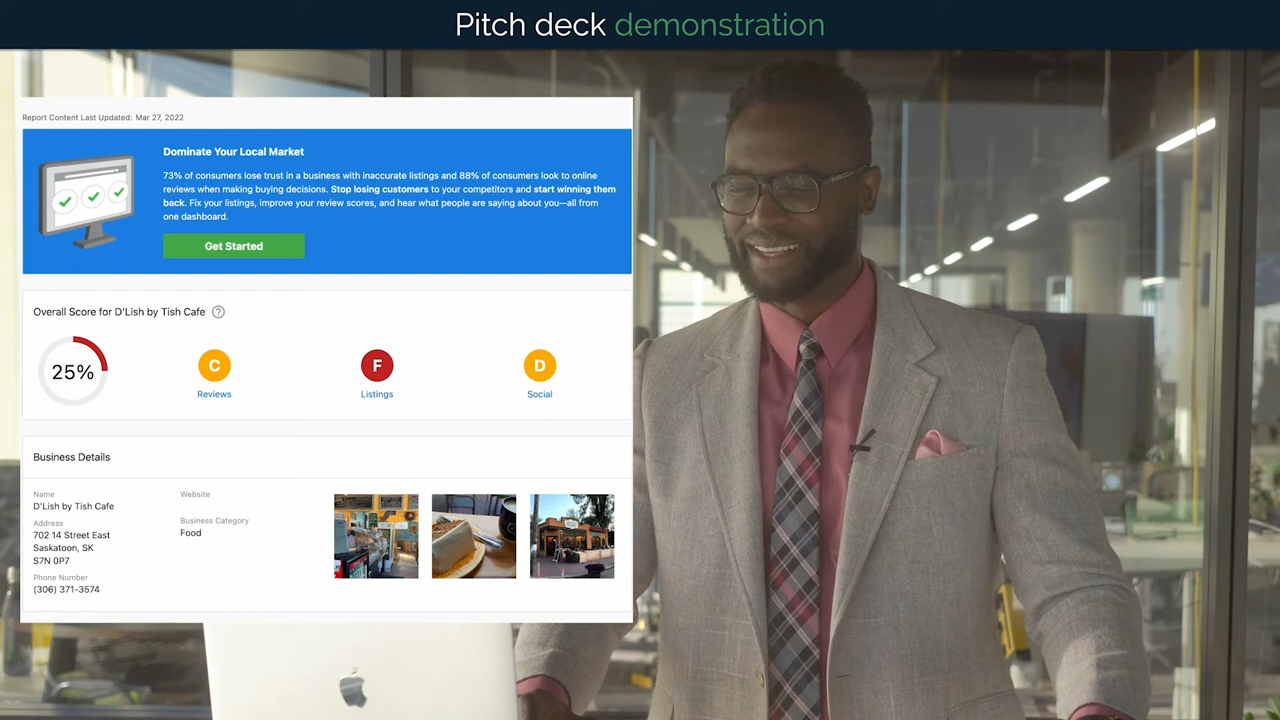 Pitch deck demonstration
Report Content Last Updated: Mar 27, 2022
Dominate Your Local Market
73% of consumers lose trust in a business with inaccurate listings and 88% of consumers look to online
reviews when making buying decisions. Stop losing customers to your competitors and start winning them
back. Fix your listings, improve your review scores, and hear what people are saying about you—all from
one dashboard.
Get Started
Overall Score for D'Lish by Tish Cafe ?
25%
C
Reviews
F
Listings
D
Social
Business Details
Name
D'Lish by Tish Cafe
Address
702 14 Street East
Saskatoon, SK
S7N 0P7
Phone Number
(306) 371-3574
Website
Business Category
Food